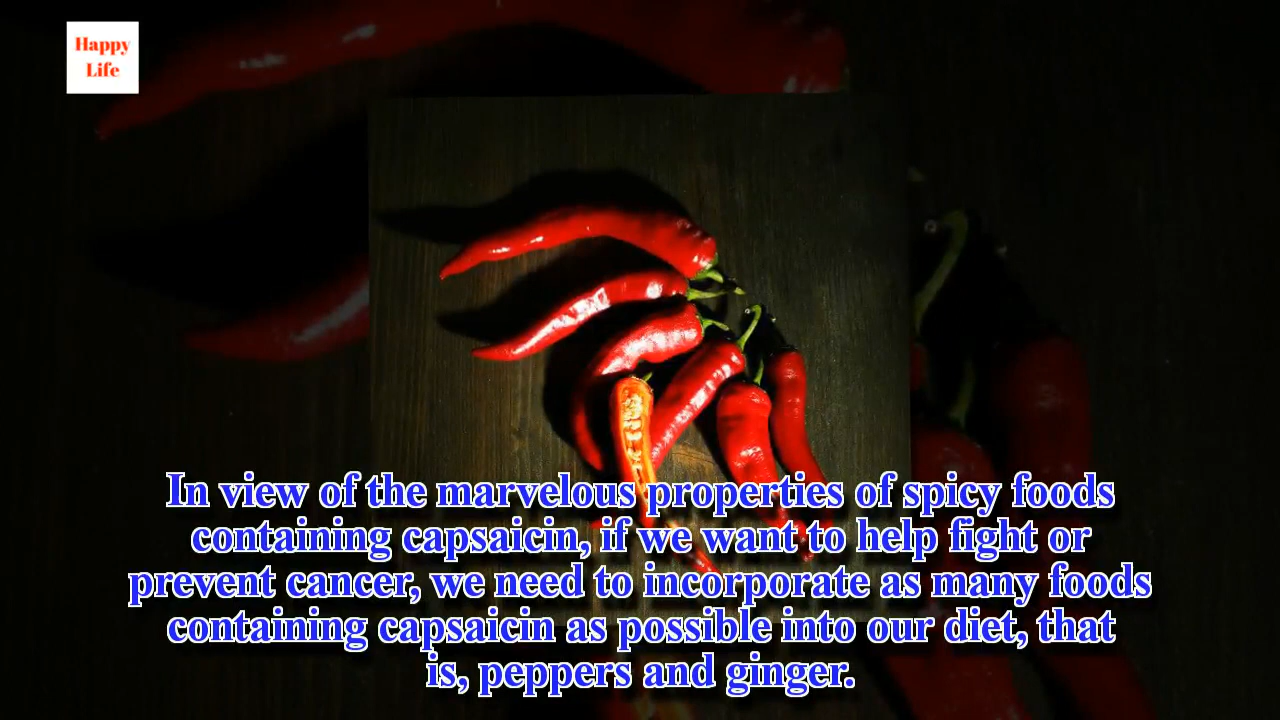 Happy
Life
In view of the marvelous properties of spicy foods
containing capsaicin, if we want to help fight or
prevent cancer, we need to incorporate as many foods
containing capsaicin as possible into our diet, that
is, peppers and ginger.